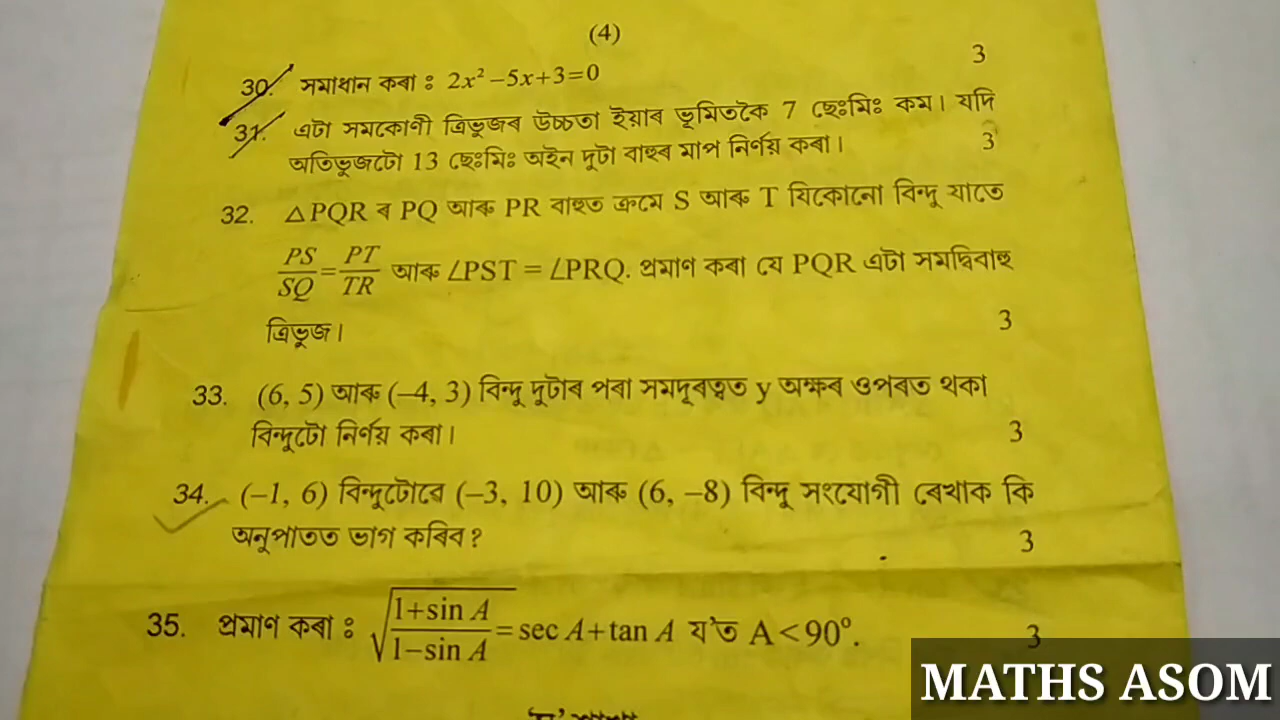 (4)
30. সমাধান কৰা : 2x² – 5x + 3 = 0 3
31. এটা সমকোণী ত্ৰিভুজৰ উচ্চতা ইয়াৰ ভূমিতকৈ 7 ছেঃমিঃ কম। যদি
অতিভুজটো 13 ছেঃমিঃ অইন দুটা বাহুৰ মাপ নিৰ্ণয় কৰা। 3
32. △PQR ৰ PQ আৰু PR বাহুত ক্ৰমে S আৰু T যিকোনো বিন্দু যাতে
PS/SQ = PT/TR আৰু ∠PST = ∠PRQ. প্ৰমাণ কৰা যে PQR এটা সমদ্বিবাহু
ত্ৰিভুজ। 3
33. (6, 5) আৰু (–4, 3) বিন্দু দুটাৰ পৰা সমদূৰত্বত y অক্ষৰ ওপৰত থকা
বিন্দুটো নিৰ্ণয় কৰা। 3
34. (–1, 6) বিন্দুটোৱে (–3, 10) আৰু (6, –8) বিন্দু সংযোগী ৰেখাক কি
অনুপাতত ভাগ কৰিব? 3
35. প্ৰমাণ কৰা : √((1+sin A)/(1–sin A)) = sec A + tan A য'ত A < 90°. 3
MATHS ASOM